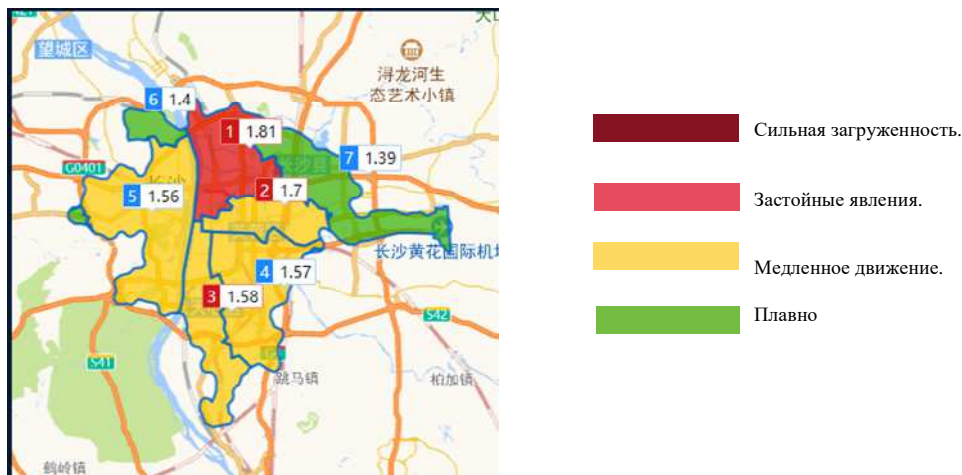 望城区
浔龙河生
态艺术小镇
6 1.4
1 1.81
G0401
7 1.39
2 1.7
5 1.56
长沙黄花国际机场
4 1.57
3 1.58
S42
S41
跳马镇
柏加镇
鹤岭镇
Сильная загруженность.
Застойные явления.
Медленное движение.
Плавно